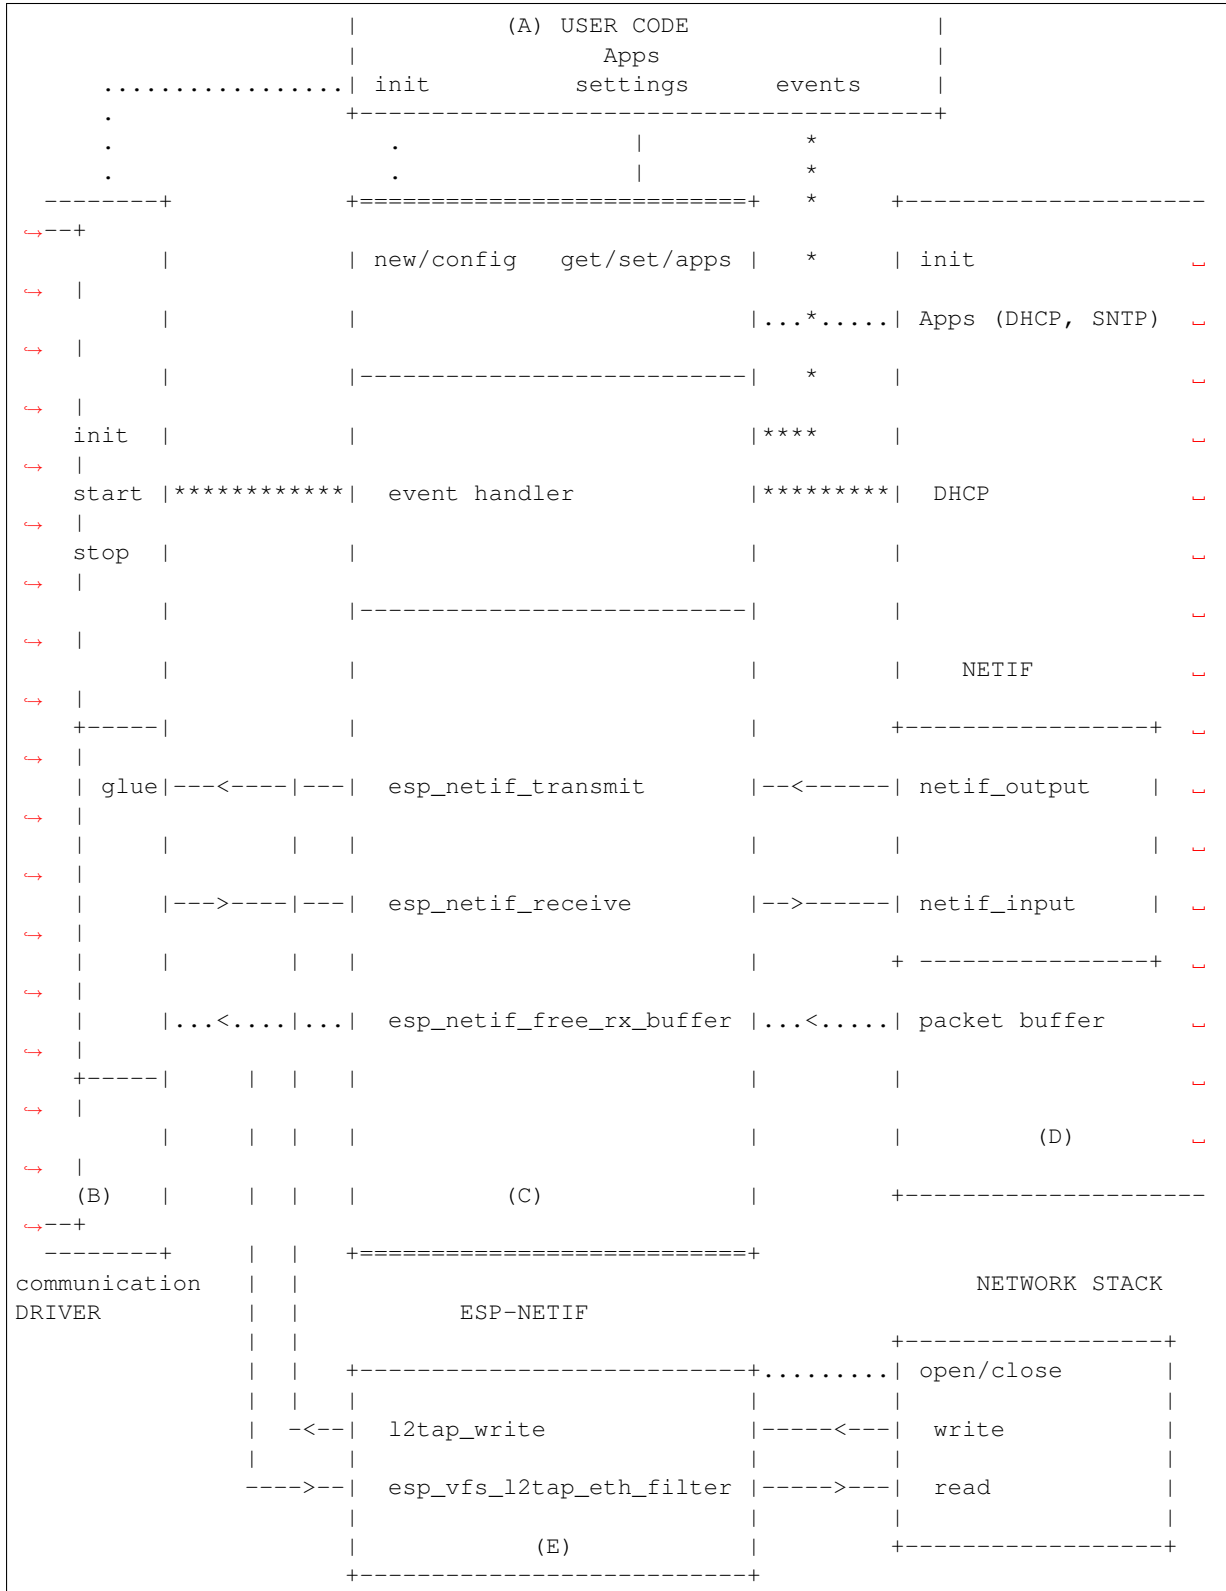 |          (A) USER CODE                 |
                        |                 Apps                   |
       .................| init          settings      events     |
       .                +----------------------------------------+
       .                   .                |           *
       .                   .                |           *
   --------+            +===========================+   *     +---------------------
↪--+
           |            | new/config   get/set/apps |   *     | init               ␣
↪  |
           |            |                           |...*.....| Apps (DHCP, SNTP)  ␣
↪  |
           |            |---------------------------|   *     |                    ␣
↪  |
     init  |            |                           |****     |                    ␣
↪  |
     start |************|  event handler            |*********|  DHCP              ␣
↪  |
     stop  |            |                           |         |                    ␣
↪  |
           |            |---------------------------|         |                    ␣
↪  |
           |            |                           |         |    NETIF           ␣
↪  |
     +-----|            |                           |         +-----------------+  ␣
↪  |
     | glue|---<----|---|  esp_netif_transmit       |--<------| netif_output    |  ␣
↪  |
     |     |        |   |                           |         |                 |  ␣
↪  |
     |     |--->----|---|  esp_netif_receive        |-->------| netif_input     |  ␣
↪  |
     |     |        |   |                           |         + ----------------+  ␣
↪  |
     |     |...<....|...|  esp_netif_free_rx_buffer |...<.....| packet buffer      ␣
↪  |
     +-----|     |  |   |                           |         |                    ␣
↪  |
           |     |  |   |                           |         |         (D)        ␣
↪  |
     (B)   |     |  |   |          (C)              |         +---------------------
↪--+
   --------+     |  |   +===========================+
 communication   |  |                                               NETWORK STACK
 DRIVER          |  |           ESP-NETIF
                 |  |                                         +------------------+
                 |  |   +---------------------------+.........| open/close       |
                 |  |   |                           |         |                  |
                 |  -<--|  l2tap_write              |-----<---|  write           |
                 |      |                           |         |                  |
                 ---->--|  esp_vfs_l2tap_eth_filter |----->---|  read            |
                        |                           |         |                  |
                        |            (E)            |         +------------------+
                        +---------------------------+